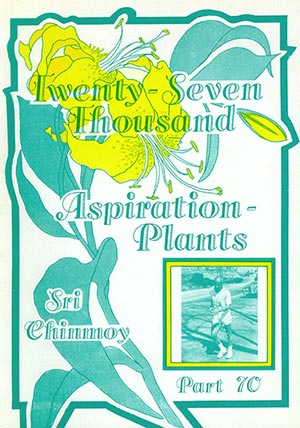 Twenty-Seven
Thousand
Aspiration-
Plants
Sri
Chinmoy
Part 70